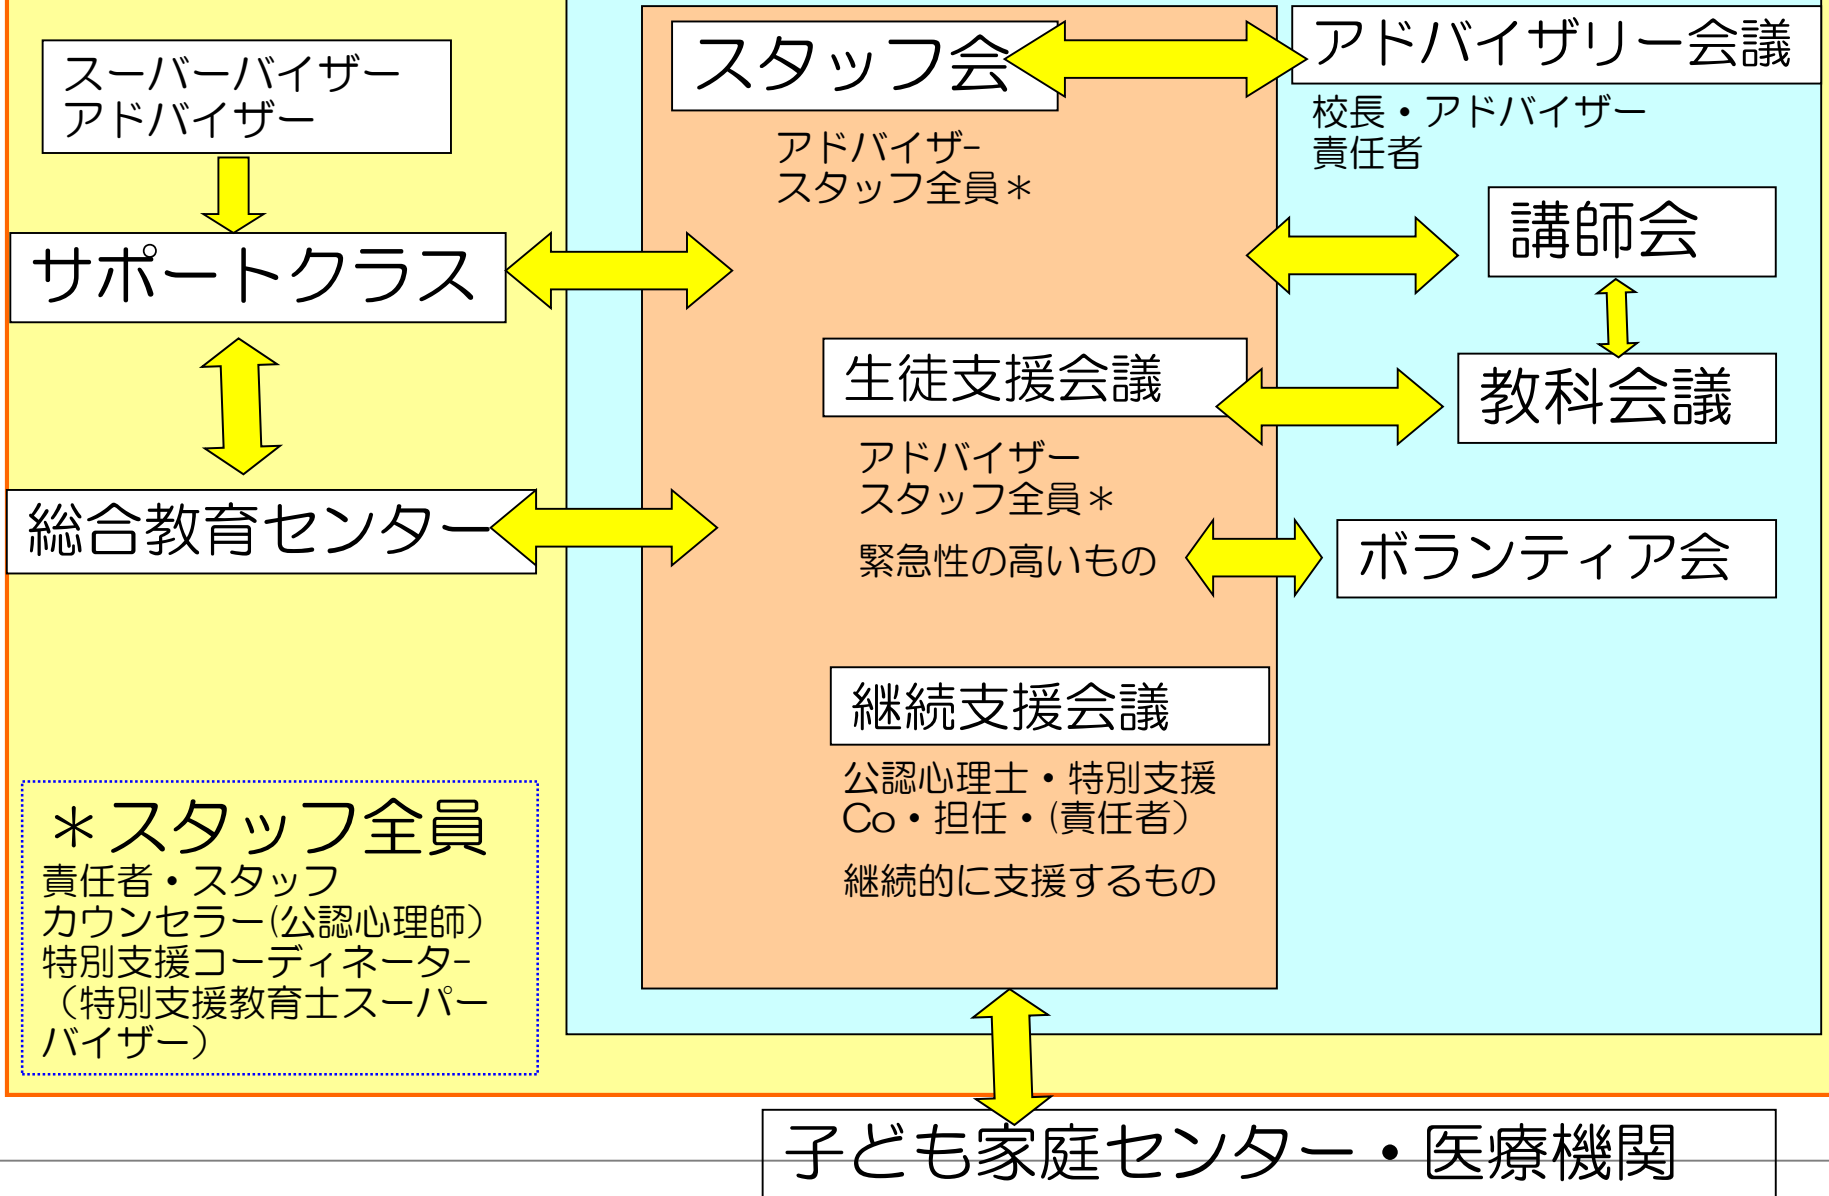 スーパーバイザー
アドバイザー
サポートクラス
総合教育センター
＊スタッフ全員
責任者・スタッフ
カウンセラー(公認心理師）
特別支援コーディネータ-
（特別支援教育士スーパー
バイザー）
スタッフ会
アドバイザ-
スタッフ全員＊
生徒支援会議
アドバイザー
スタッフ全員＊
緊急性の高いもの
継続支援会議
公認心理士・特別支援
Co・担任・(責任者）
継続的に支援するもの
アドバイザリー会議
校長・アドバイザー
責任者
講師会
教科会議
ボランティア会
子ども家庭センター・医療機関